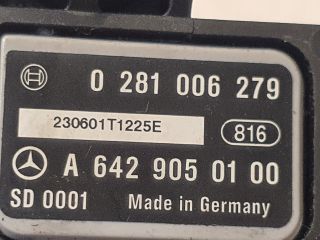 0 281 006 279
230601T1225E 816
A 642 905 01 00
SD 0001 Made in Germany